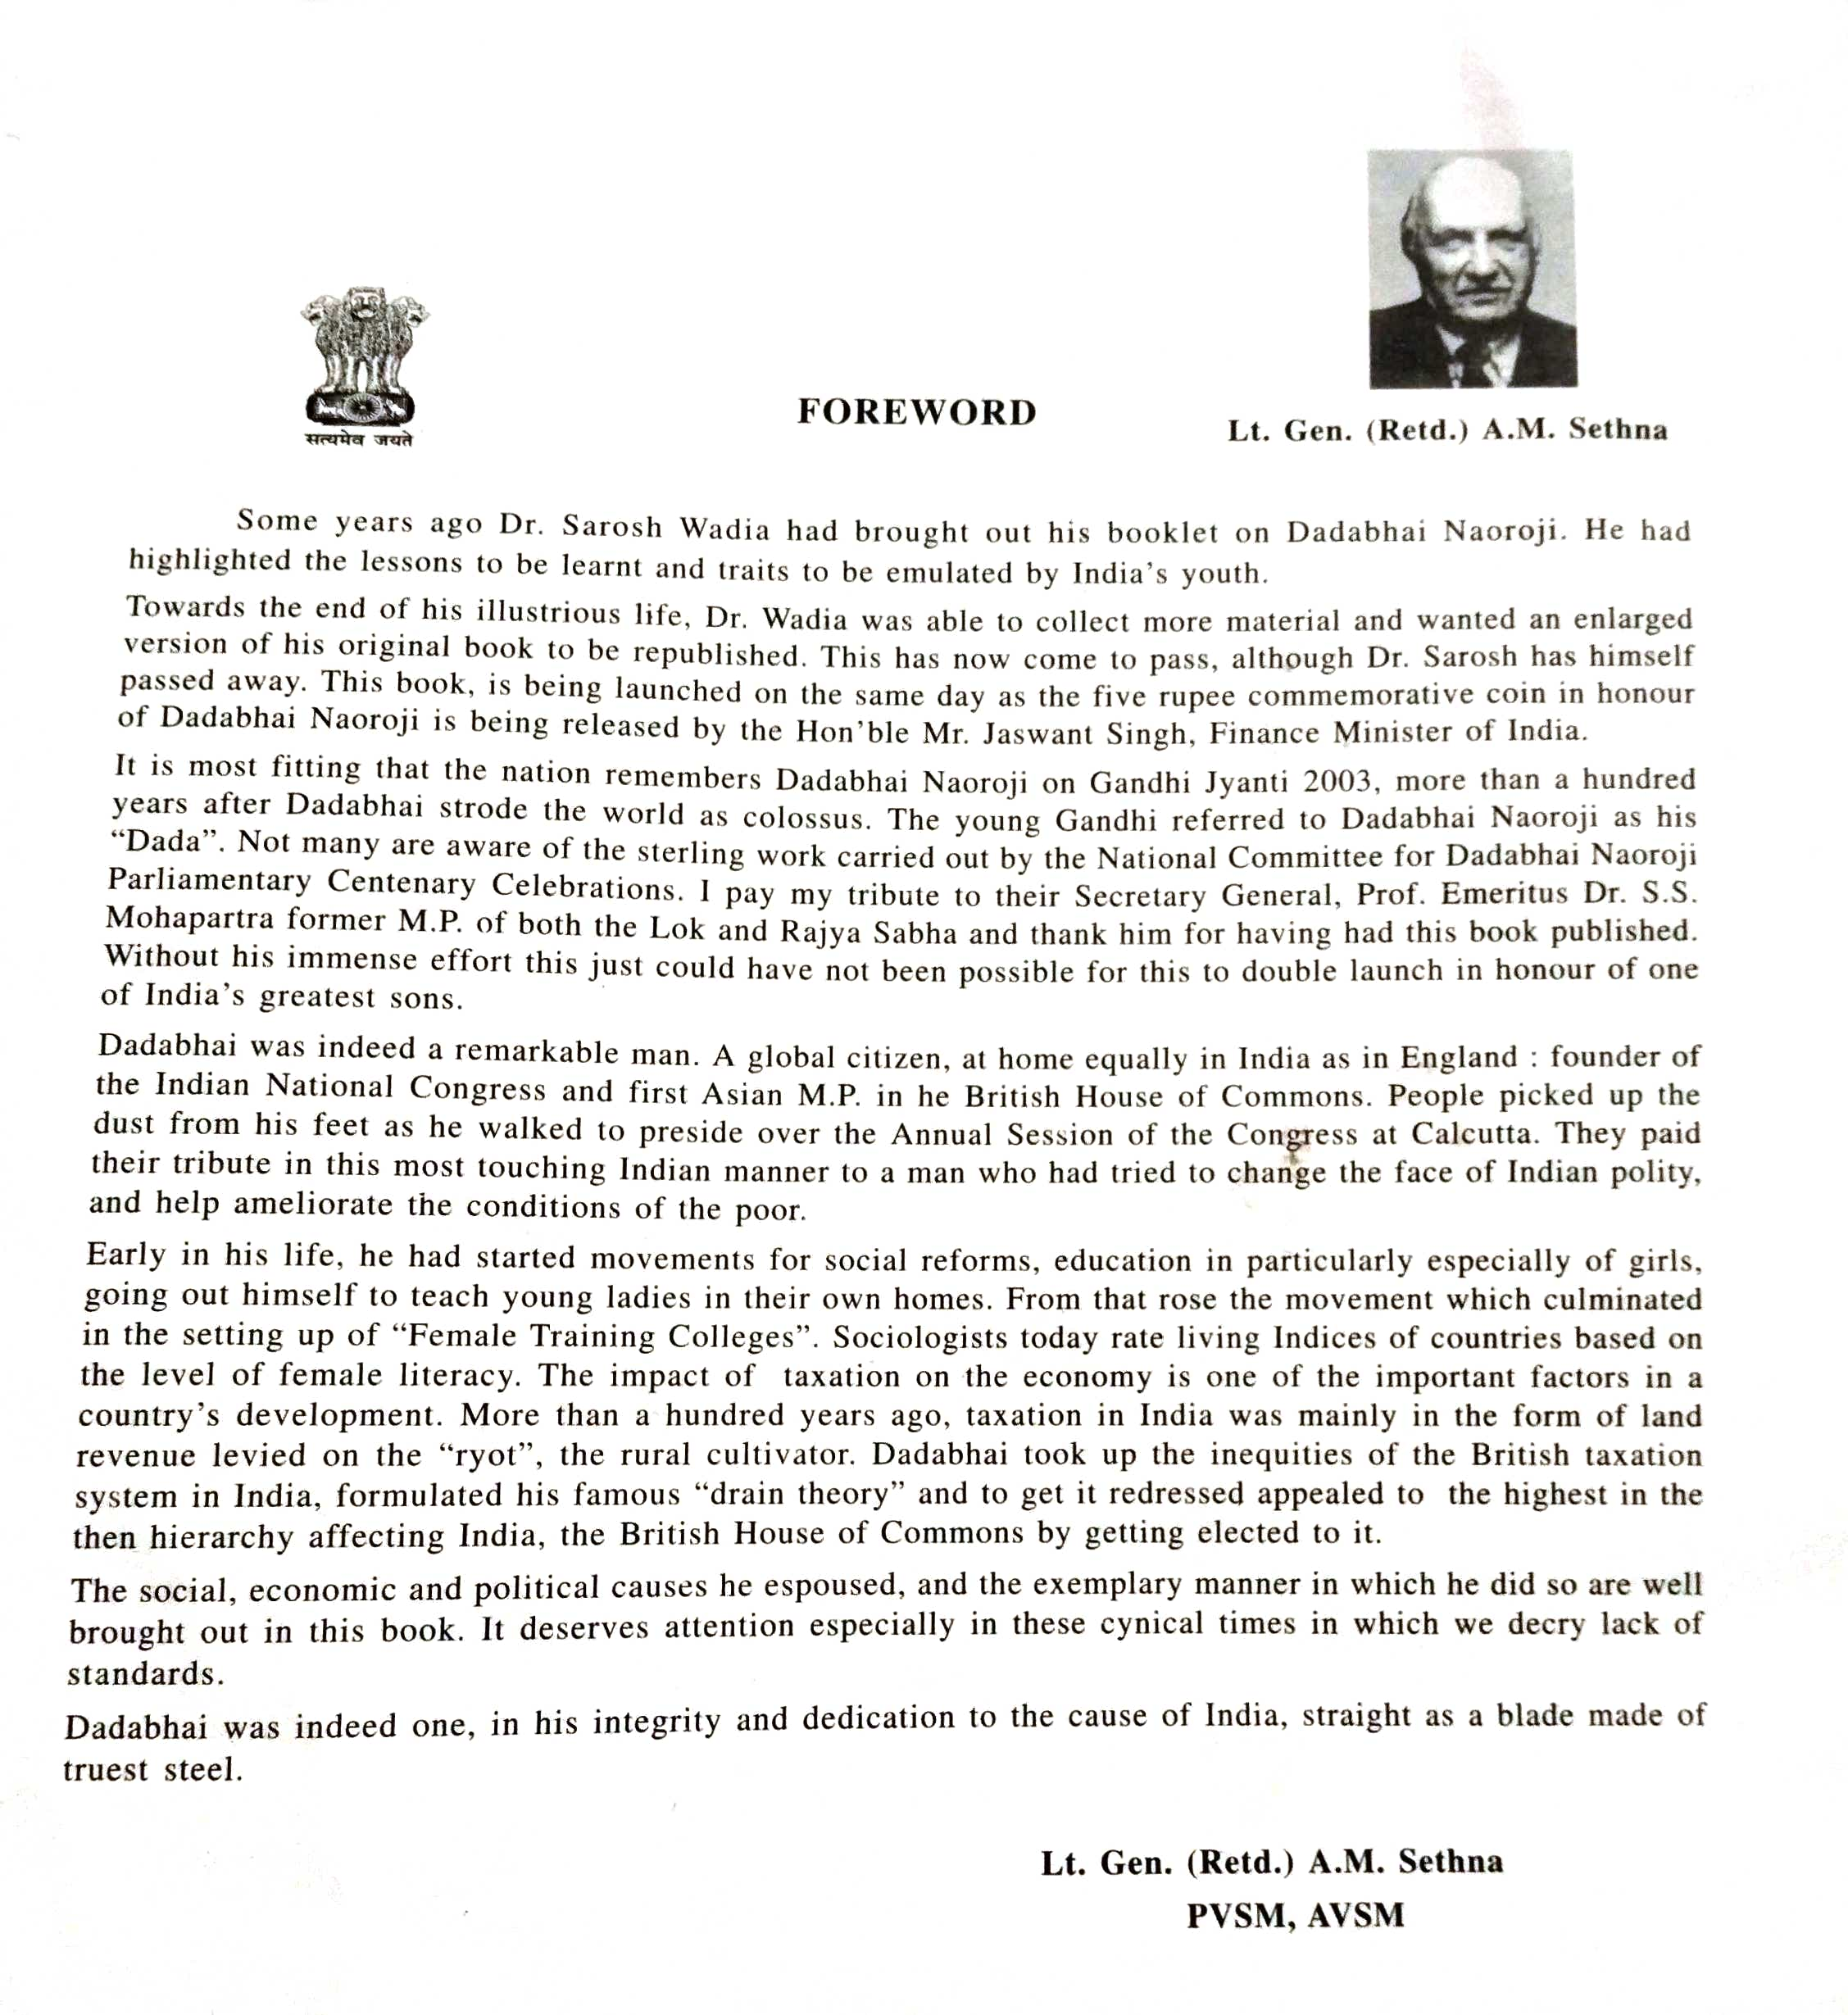 सत्यमेव जयते
FOREWORD
Lt. Gen. (Retd.) A.M. Sethna
Some years ago Dr. Sarosh Wadia had brought out his booklet on Dadabhai Naoroji. He had
highlighted the lessons to be learnt and traits to be emulated by India's youth.
Towards the end of his illustrious life, Dr. Wadia was able to collect more material and wanted an enlarged
version of his original book to be republished. This has now come to pass, although Dr. Sarosh has himself
passed away. This book, is being launched on the same day as the five rupee commemorative coin in honour
of Dadabhai Naoroji is being released by the Hon'ble Mr. Jaswant Singh, Finance Minister of India.
It is most fitting that the nation remembers Dadabhai Naoroji on Gandhi Jyanti 2003, more than a hundred
years after Dadabhai strode the world as colossus. The young Gandhi referred to Dadabhai Naoroji as his
“Dada”. Not many are aware of the sterling work carried out by the National Committee for Dadabhai Naoroji
Parliamentary Centenary Celebrations. I pay my tribute to their Secretary General, Prof. Emeritus Dr. S.S.
Mohapartra former M.P. of both the Lok and Rajya Sabha and thank him for having had this book published.
Without his immense effort this just could have not been possible for this to double launch in honour of one
of India's greatest sons.
Dadabhai was indeed a remarkable man. A global citizen, at home equally in India as in England : founder of
the Indian National Congress and first Asian M.P. in he British House of Commons. People picked up the
dust from his feet as he walked to preside over the Annual Session of the Congress at Calcutta. They paid
their tribute in this most touching Indian manner to a man who had tried to change the face of Indian polity,
and help ameliorate the conditions of the poor.
Early in his life, he had started movements for social reforms, education in particularly especially of girls,
going out himself to teach young ladies in their own homes. From that rose the movement which culminated
in the setting up of “Female Training Colleges”. Sociologists today rate living Indices of countries based on
the level of female literacy. The impact of taxation on the economy is one of the important factors in a
country's development. More than a hundred years ago, taxation in India was mainly in the form of land
revenue levied on the “ryot”, the rural cultivator. Dadabhai took up the inequities of the British taxation
system in India, formulated his famous “drain theory” and to get it redressed appealed to the highest in the
then hierarchy affecting India, the British House of Commons by getting elected to it.
The social, economic and political causes he espoused, and the exemplary manner in which he did so are well
brought out in this book. It deserves attention especially in these cynical times in which we decry lack of
standards.
Dadabhai was indeed one, in his integrity and dedication to the cause of India, straight as a blade made of
truest steel.
Lt. Gen. (Retd.) A.M. Sethna
PVSM, AVSM